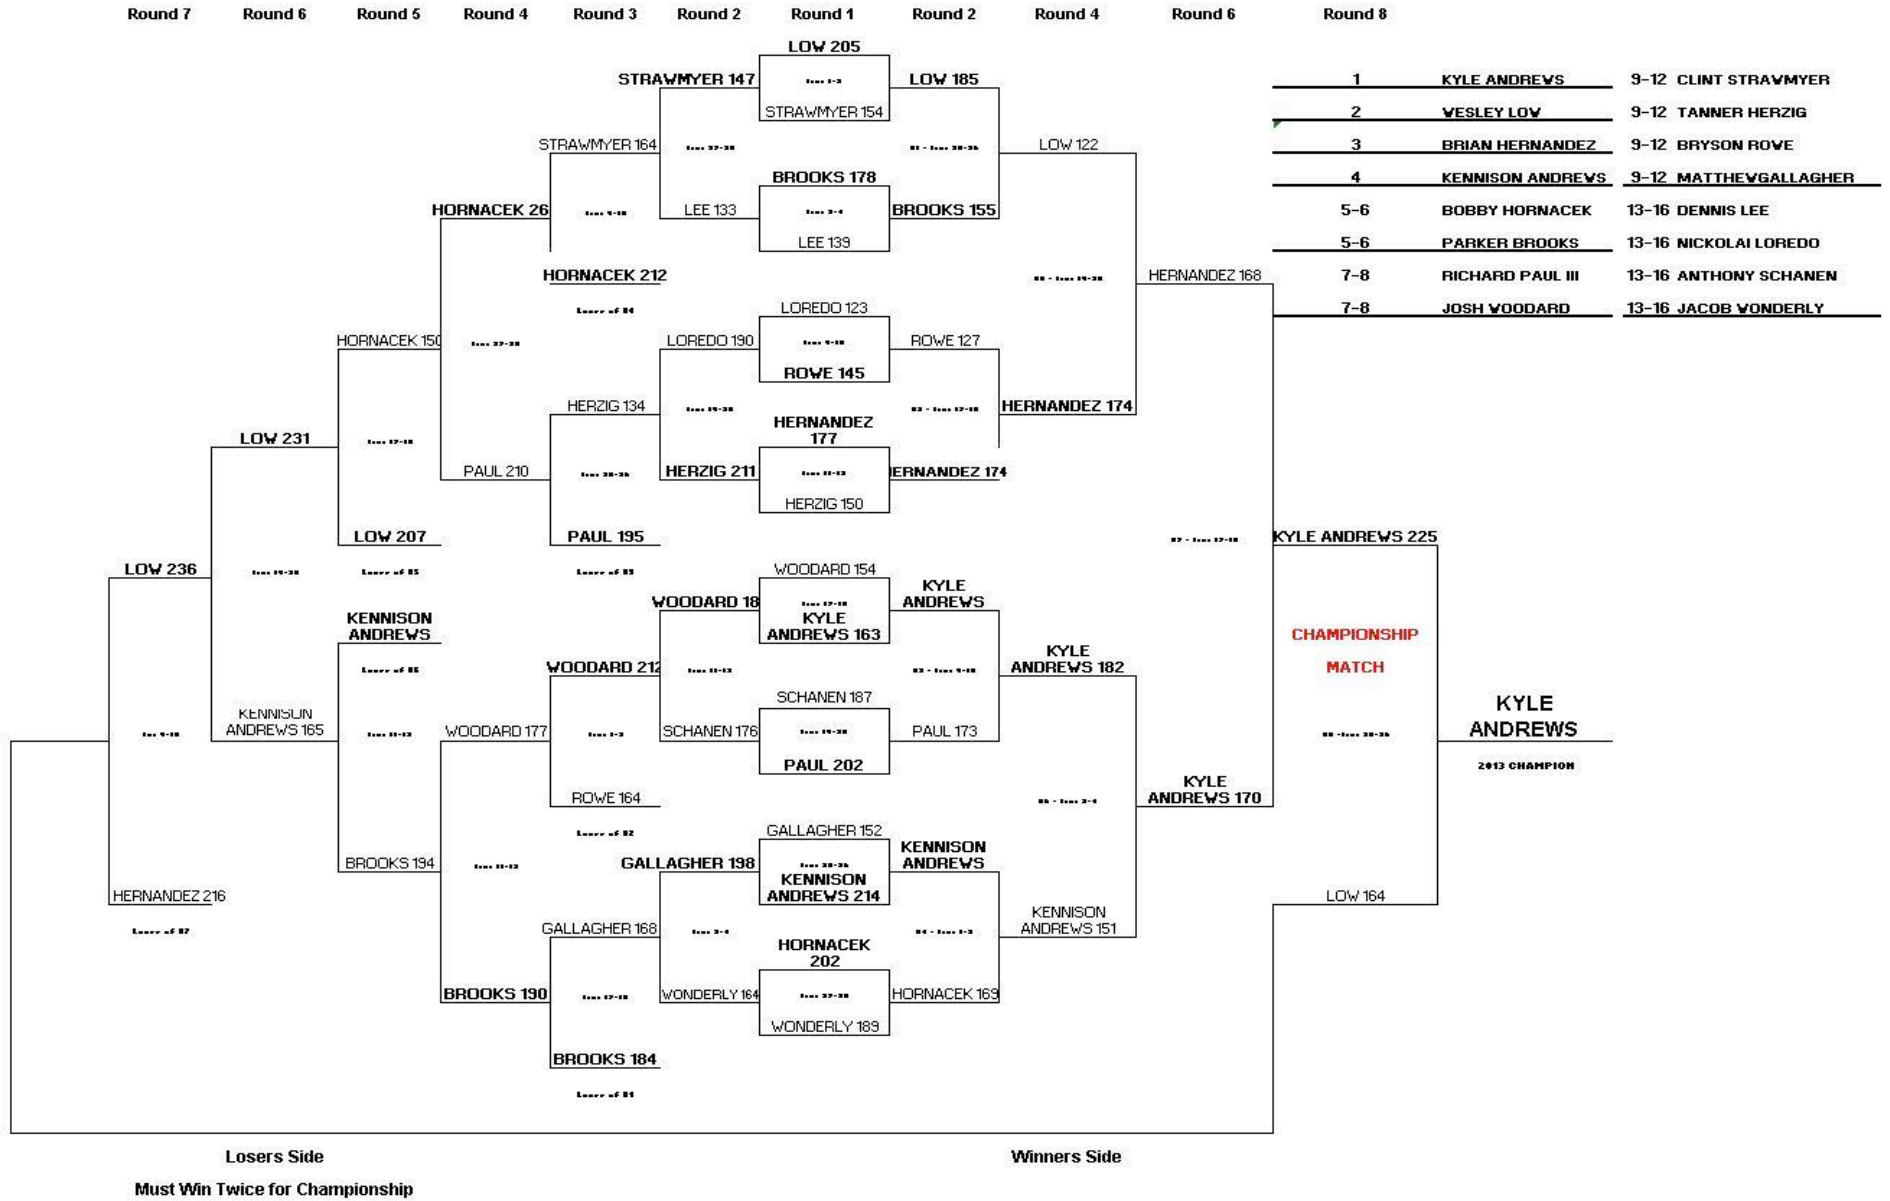 Round 7 Round 6 Round 5 Round 4 Round 3 Round 2 Round 1 Round 2 Round 4 Round 6 Round 8
LOW 205
STRAWMYER 147
LOW 185
1 KYLE ANDREWS 9-12 CLINT STRAWMYER
STRAWMYER 154
2 WESLEY LOW 9-12 TANNER HERZIG
STRAWMYER 164
LOW 122
3 BRIAN HERNANDEZ 9-12 BRYSON ROWE
BROOKS 178
4 KENNISON ANDREWS 9-12 MATTHEWGALLAGHER
HORNACEK 26
LEE 133
BROOKS 155
5-6 BOBBY HORNACEK 13-16 DENNIS LEE
LEE 139
5-6 PARKER BROOKS 13-16 NICKOLAI LOREDO
HORNACEK 212
HERNANDEZ 168
7-8 RICHARD PAUL III 13-16 ANTHONY SCHANEN
LOREDO 123
7-8 JOSH WOODARD 13-16 JACOB WONDERLY
HORNACEK 150
LOREDO 190
ROWE 127
ROWE 145
HERZIG 134
HERNANDEZ 174
HERNANDEZ
177
LOW 231
PAUL 210
HERZIG 211
ERNANDEZ 174
HERZIG 150
LOW 207
PAUL 195
KYLE ANDREWS 225
LOW 236
WOODARD 154
KYLE
ANDREWS
WOODARD 18
KENNISON
ANDREWS
KYLE
ANDREWS 163
CHAMPIONSHIP
MATCH
WOODARD 212
KYLE
ANDREWS 182
SCHANEN 187
KENNISON
ANDREWS 165
WOODARD 177
SCHANEN 176
PAUL 173
KYLE
ANDREWS
PAUL 202
2013 CHAMPION
ROWE 164
KYLE
ANDREWS 170
GALLAGHER 152
BROOKS 194
GALLAGHER 198
KENNISON
ANDREWS
KENNISON
ANDREWS 214
HERNANDEZ 216
LOW 164
GALLAGHER 168
KENNISON
ANDREWS 151
HORNACEK
202
BROOKS 190
WONDERLY 164
HORNACEK 169
WONDERLY 189
BROOKS 184
Losers Side
Winners Side
Must Win Twice for Championship